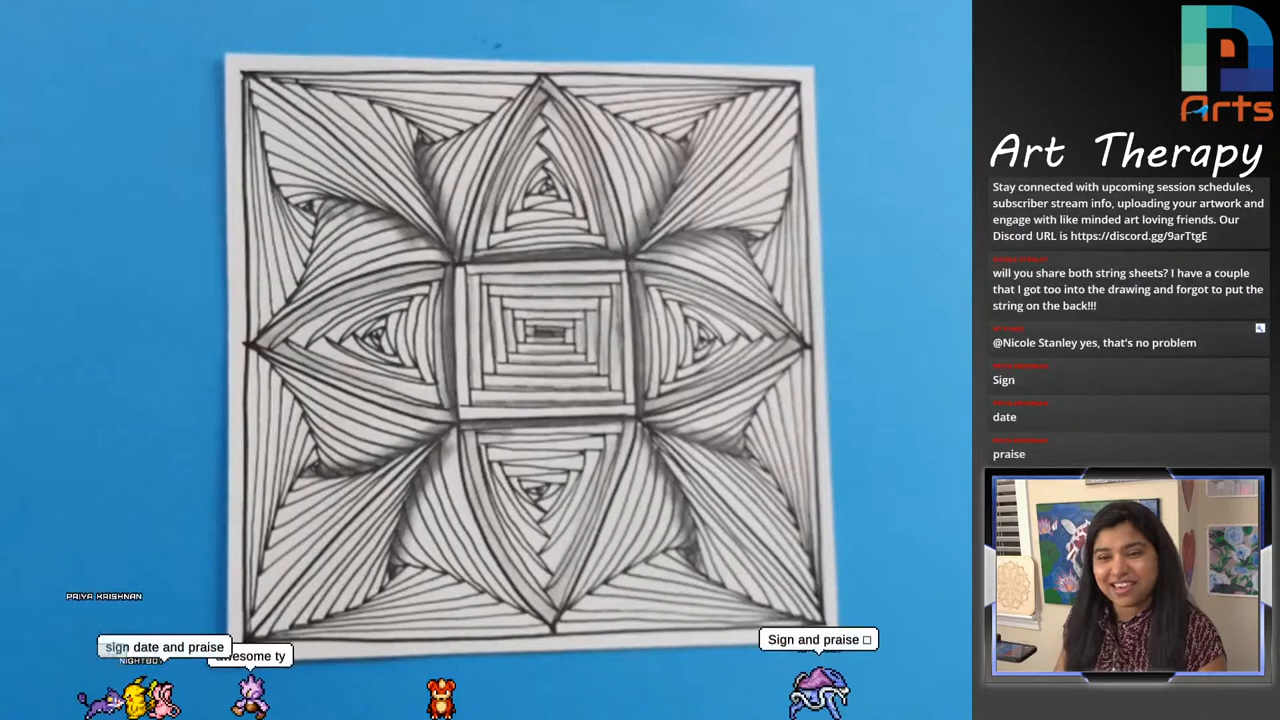 Arts
Art Therapy
Stay connected with upcoming session schedules,
subscriber stream info, uploading your artwork and
engage with like minded art loving friends. Our
Discord URL is https://discord.gg/9arTtgE
will you share both string sheets? I have a couple
that I got too into the drawing and forgot to put the
string on the back!!!
@Nicole Stanley yes, that's no problem
Sign
date
praise
PRIYA KRISHNAN
sign date and praise
NIGHTBOT
awesome ty
Sign and praise □